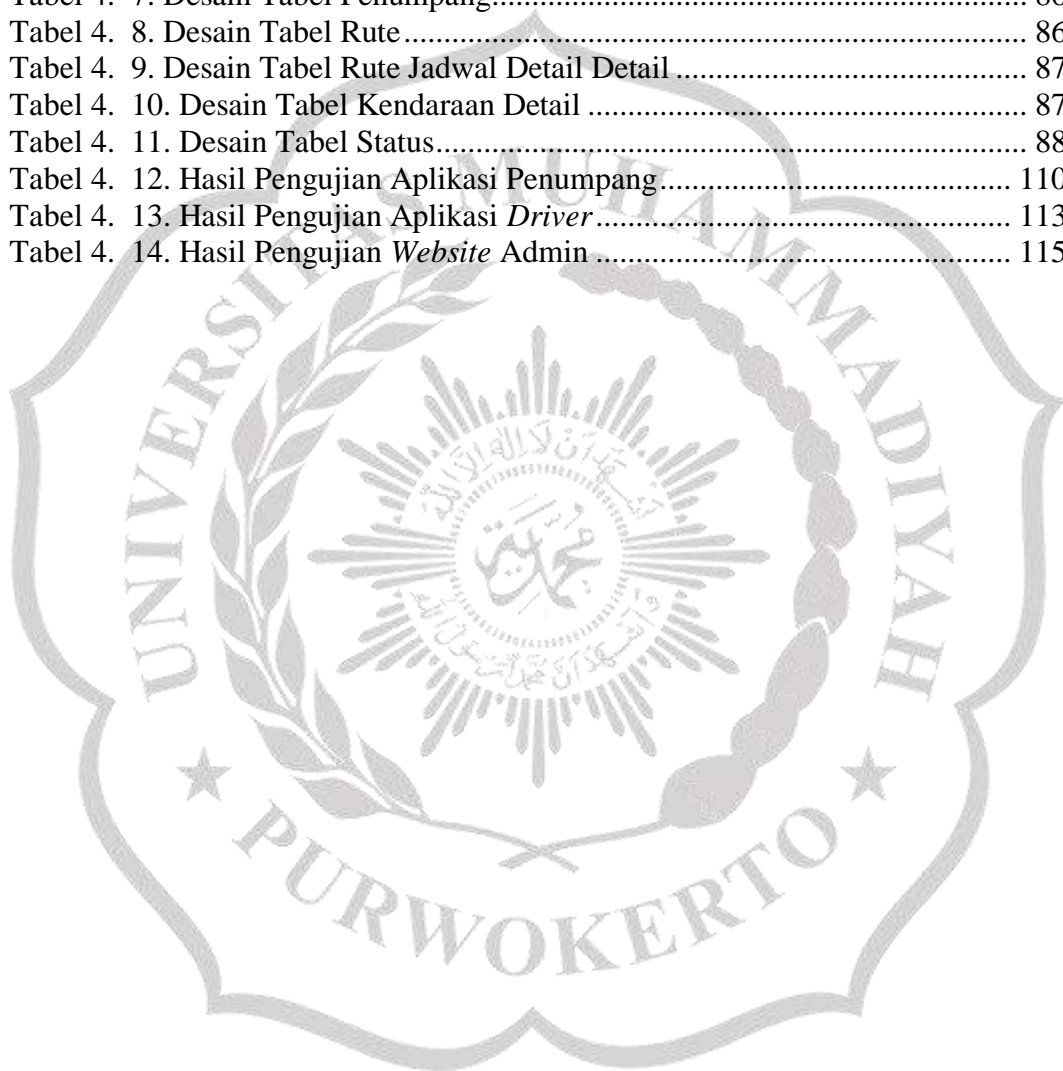 Tabel 4. 7. Desain Tabel Penumpang.................................................................. 86
Tabel 4. 8. Desain Tabel Rute............................................................................. 86
Tabel 4. 9. Desain Tabel Rute Jadwal Detail Detail........................................... 87
Tabel 4. 10. Desain Tabel Kendaraan Detail...................................................... 87
Tabel 4. 11. Desain Tabel Status......................................................................... 88
Tabel 4. 12. Hasil Pengujian Aplikasi Penumpang........................................... 110
Tabel 4. 13. Hasil Pengujian Aplikasi Driver................................................... 113
Tabel 4. 14. Hasil Pengujian Website Admin................................................... 115
UNIVERSITAS MUHAMMADIYAH
PURWOKERTO